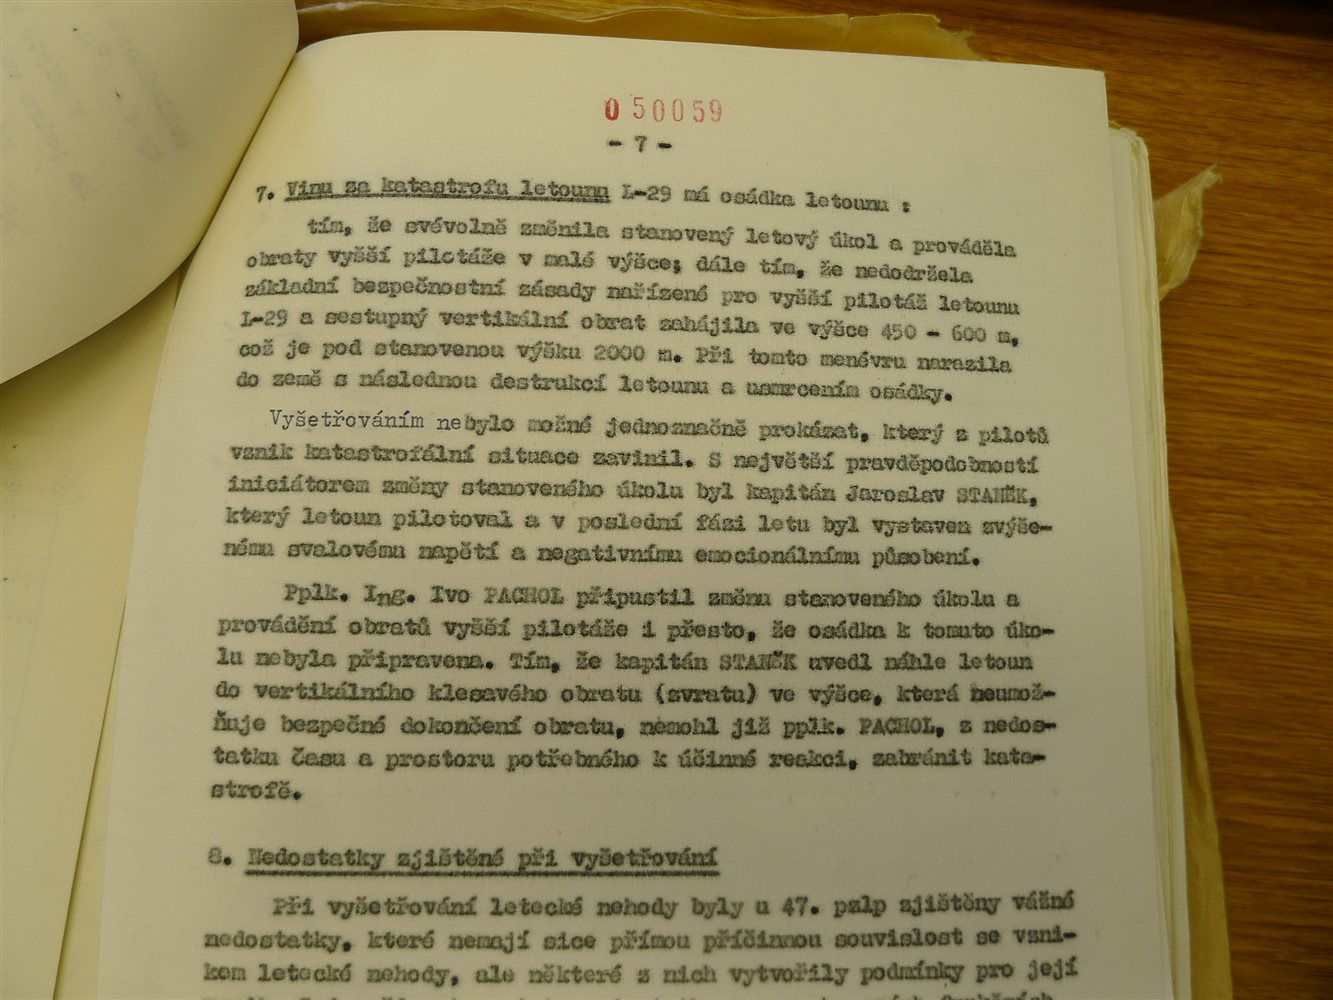 050059
- 7 -
7. Vinu za katastrofu letounu L-29 má osádka letounu :
tím, že svévolně změnila stanovený letový úkol a prováděla
obraty vyšší pilotáže v malé výšce; dále tím, že nedodržela
základní bezpečnostní zásady nařízené pro vyšší pilotáž letounu
L-29 a sestupný vertikální obrat zahájila ve výšce 450 - 600 m,
což je pod stanovenou výšku 2000 m. Při tomto menévru narazila
do země s následnou destrukcí letounu a usmrcením osádky.
Vyšetřováním nebylo možné jednoznačně prokázat, který z pilotů
vznik katastrofální situace zavinil. S největší pravděpodobností
iniciátorem změny stanoveného úkolu byl kapitán Jaroslav STANĚK,
který letoun pilotoval a v poslední fázi letu byl vystaven zvýše-
nému svalovému napětí a negativnímu emocionálnímu působení.
Pplk. Ing. Ivo PACHOL připustil změnu stanoveného úkolu a
provádění obratů vyšší pilotáže i přesto, že osádka k tomuto úko-
lu nebyla připravena. Tím, že kapitán STANĚK uvedl náhle letoun
do vertikálního klesavého obratu (zvratu) ve výšce, která neumož-
ňuje bezpečné dokončení obratu, nemohl již pplk. PACHOL, z nedo-
statku času a prostoru potřebného k účinné reakci, zabránit kata-
strofě.
8. Nedostatky zjištěné při vyšetřování
Při vyšetřování letecké nehody byly u 47. pzlp zjištěny vážné
nedostatky, které nemají sice přímou příčinnou souvislost se vzni-
kem letecké nehody, ale některé z nich vytvořily podmínky pro její